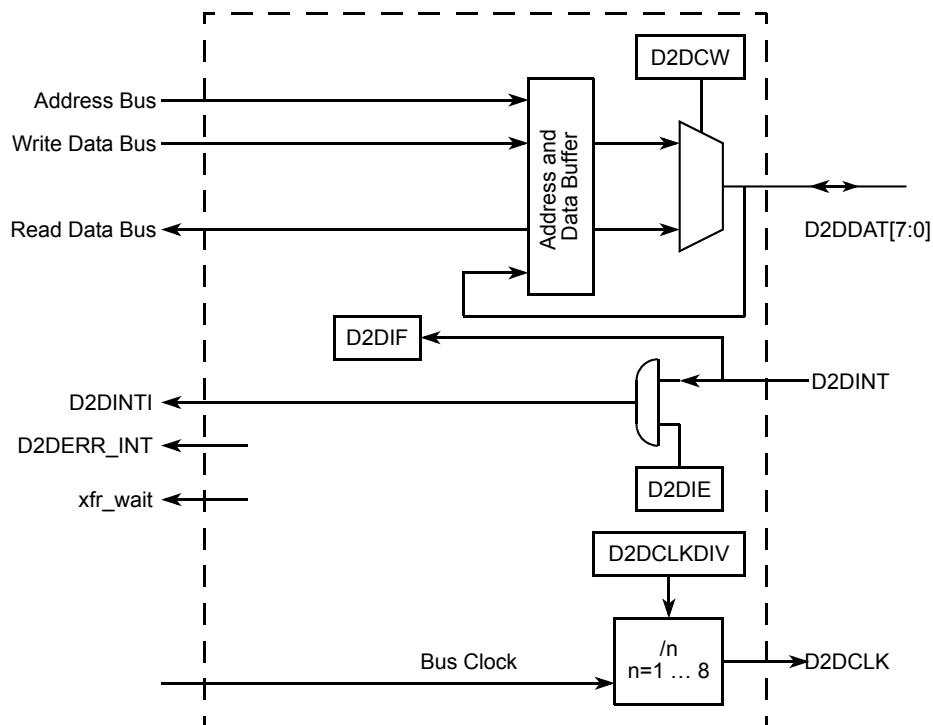 D2DCW
Address Bus
Write Data Bus
Address and
Data Buffer
Read Data Bus
D2DDAT[7:0]
D2DIF
D2DINT
D2DINTI
D2DERR_INT
D2DIE
xfr_wait
D2DCLKDIV
/n
n=1 … 8
Bus Clock
D2DCLK